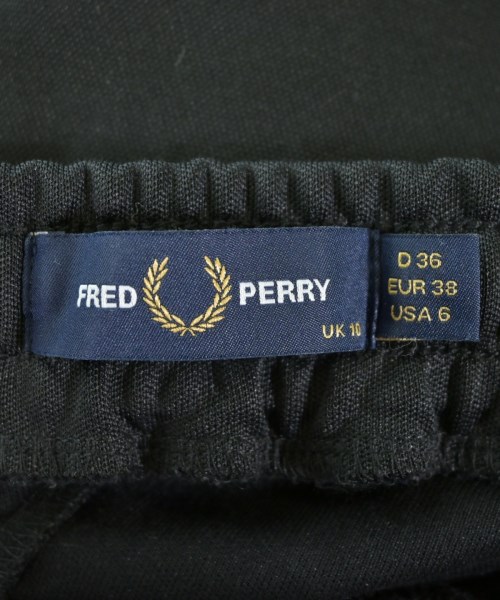 FRED PERRY
UK 10
D 36
EUR 38
USA 6